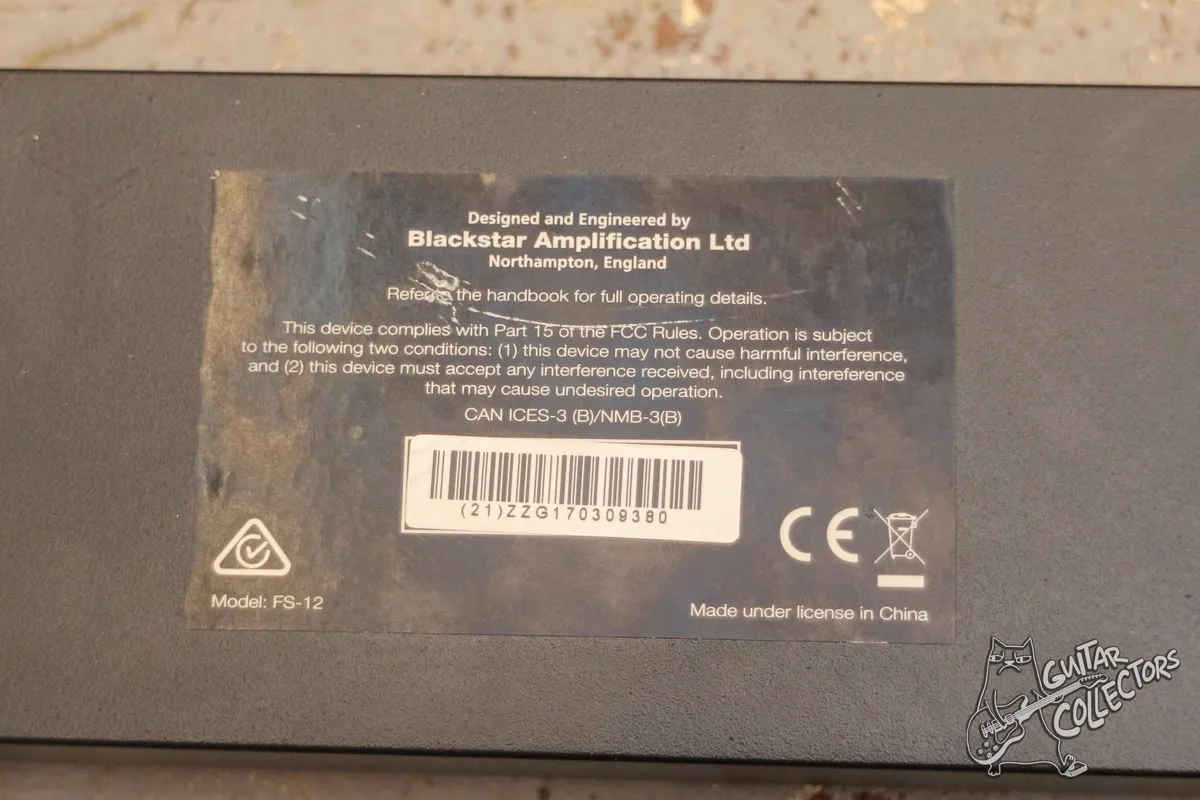 Designed and Engineered by
Blackstar Amplification Ltd
Northampton, England
Refer to the handbook for full operating details.
This device complies with Part 15 of the FCC Rules. Operation is subject
to the following two conditions: (1) this device may not cause harmful interference,
and (2) this device must accept any interference received, including intereference
that may cause undesired operation.
CAN ICES-3 (B)/NMB-3(B)
(21)ZZG170309380
CE
Model: FS-12
Made under license in China
GUITAR
COLLECTORS